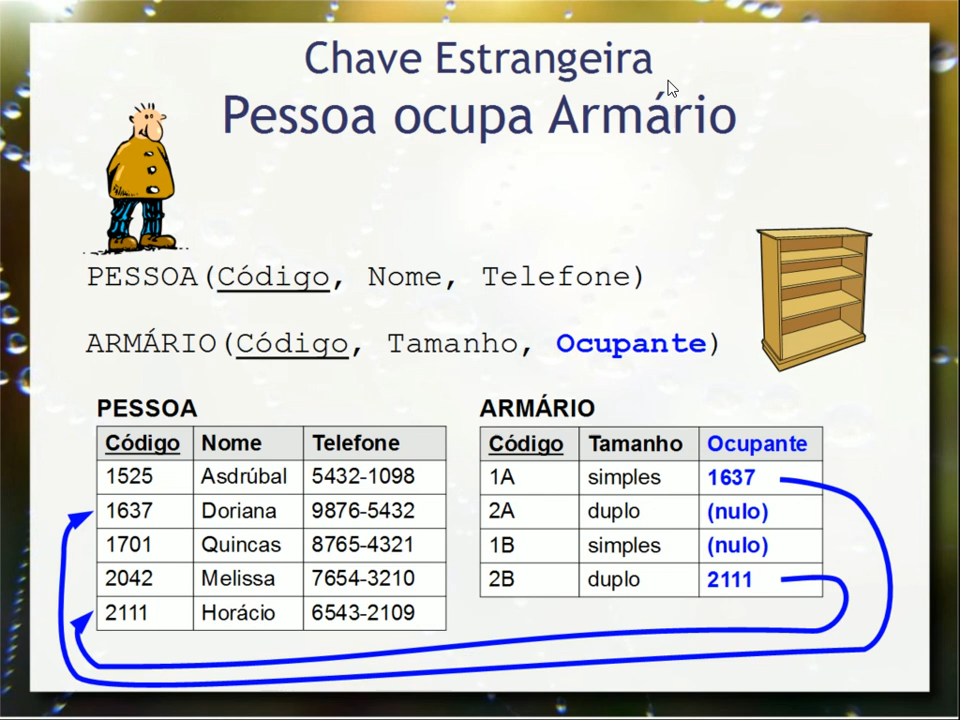 Chave Estrangeira
Pessoa ocupa Armário
PESSOA(Código, Nome, Telefone)
ARMÁRIO(Código, Tamanho, Ocupante)
PESSOA
Código Nome Telefone
1525 Asdrúbal 5432-1098
1637 Doriana 9876-5432
1701 Quincas 8765-4321
2042 Melissa 7654-3210
2111 Horácio 6543-2109
ARMÁRIO
Código Tamanho Ocupante
1A simples 1637
2A duplo (nulo)
1B simples (nulo)
2B duplo 2111